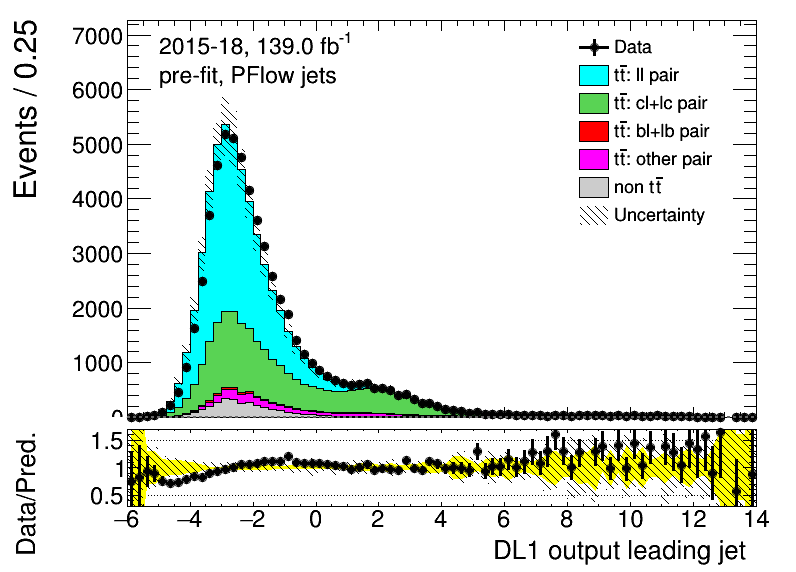 Events / 0.25
7000
6000
5000
4000
3000
2000
1000
0
2015-18, 139.0 fb⁻¹
pre-fit, PFlow jets
Data
tt̄: ll pair
tt̄: cl+lc pair
tt̄: bl+lb pair
tt̄: other pair
non tt̄
Uncertainty
Data/Pred.
1.5
1
0.5
−6 −4 −2 0 2 4 6 8 10 12 14
DL1 output leading jet